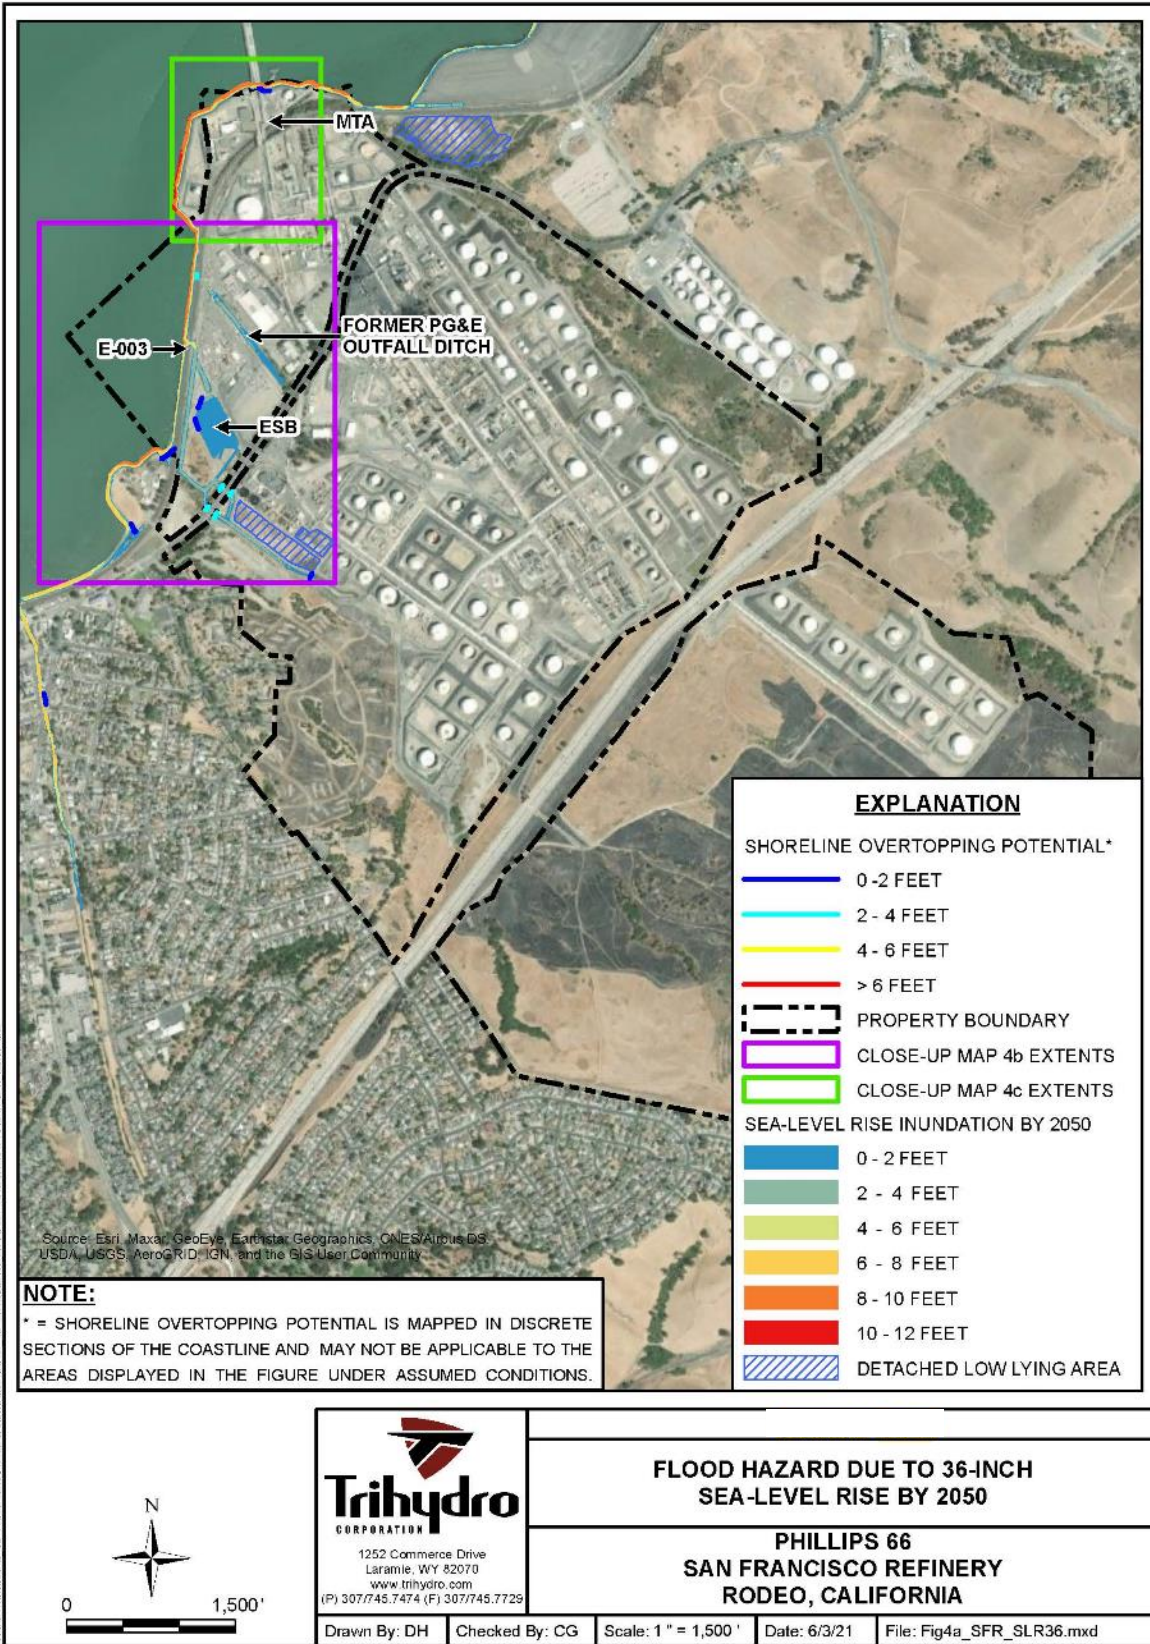 MTA
FORMER PG&E
OUTFALL DITCH
E-003
ESB
EXPLANATION
SHORELINE OVERTOPPING POTENTIAL*
0 -2 FEET
2 - 4 FEET
4 - 6 FEET
> 6 FEET
PROPERTY BOUNDARY
CLOSE-UP MAP 4b EXTENTS
CLOSE-UP MAP 4c EXTENTS
SEA-LEVEL RISE INUNDATION BY 2050
0 - 2 FEET
2 - 4 FEET
4 - 6 FEET
6 - 8 FEET
8 - 10 FEET
10 - 12 FEET
DETACHED LOW LYING AREA
Source: Esri, Maxar, GeoEye, Earthstar Geographics, CNES/Airbus DS,
USDA, USGS, AeroGRID, IGN, and the GIS User Community
NOTE:
* = SHORELINE OVERTOPPING POTENTIAL IS MAPPED IN DISCRETE
SECTIONS OF THE COASTLINE AND MAY NOT BE APPLICABLE TO THE
AREAS DISPLAYED IN THE FIGURE UNDER ASSUMED CONDITIONS.
N
0 1,500'
Trihydro
CORPORATION
1252 Commerce Drive
Laramie, WY 82070
www.trihydro.com
(P) 307/745.7474 (F) 307/745.7729
FLOOD HAZARD DUE TO 36-INCH
SEA-LEVEL RISE BY 2050
PHILLIPS 66
SAN FRANCISCO REFINERY
RODEO, CALIFORNIA
Drawn By: DH
Checked By: CG
Scale: 1 " = 1,500 '
Date: 6/3/21
File: Fig4a_SFR_SLR36.mxd